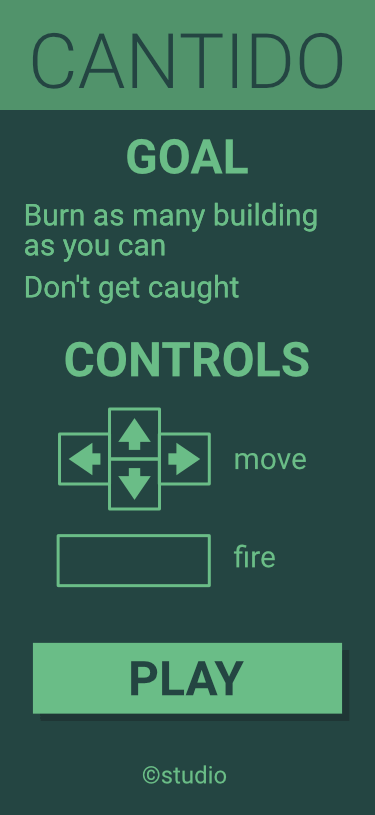 CANTIDO
GOAL
Burn as many building
as you can
Don't get caught
CONTROLS
move
fire
PLAY
©studio